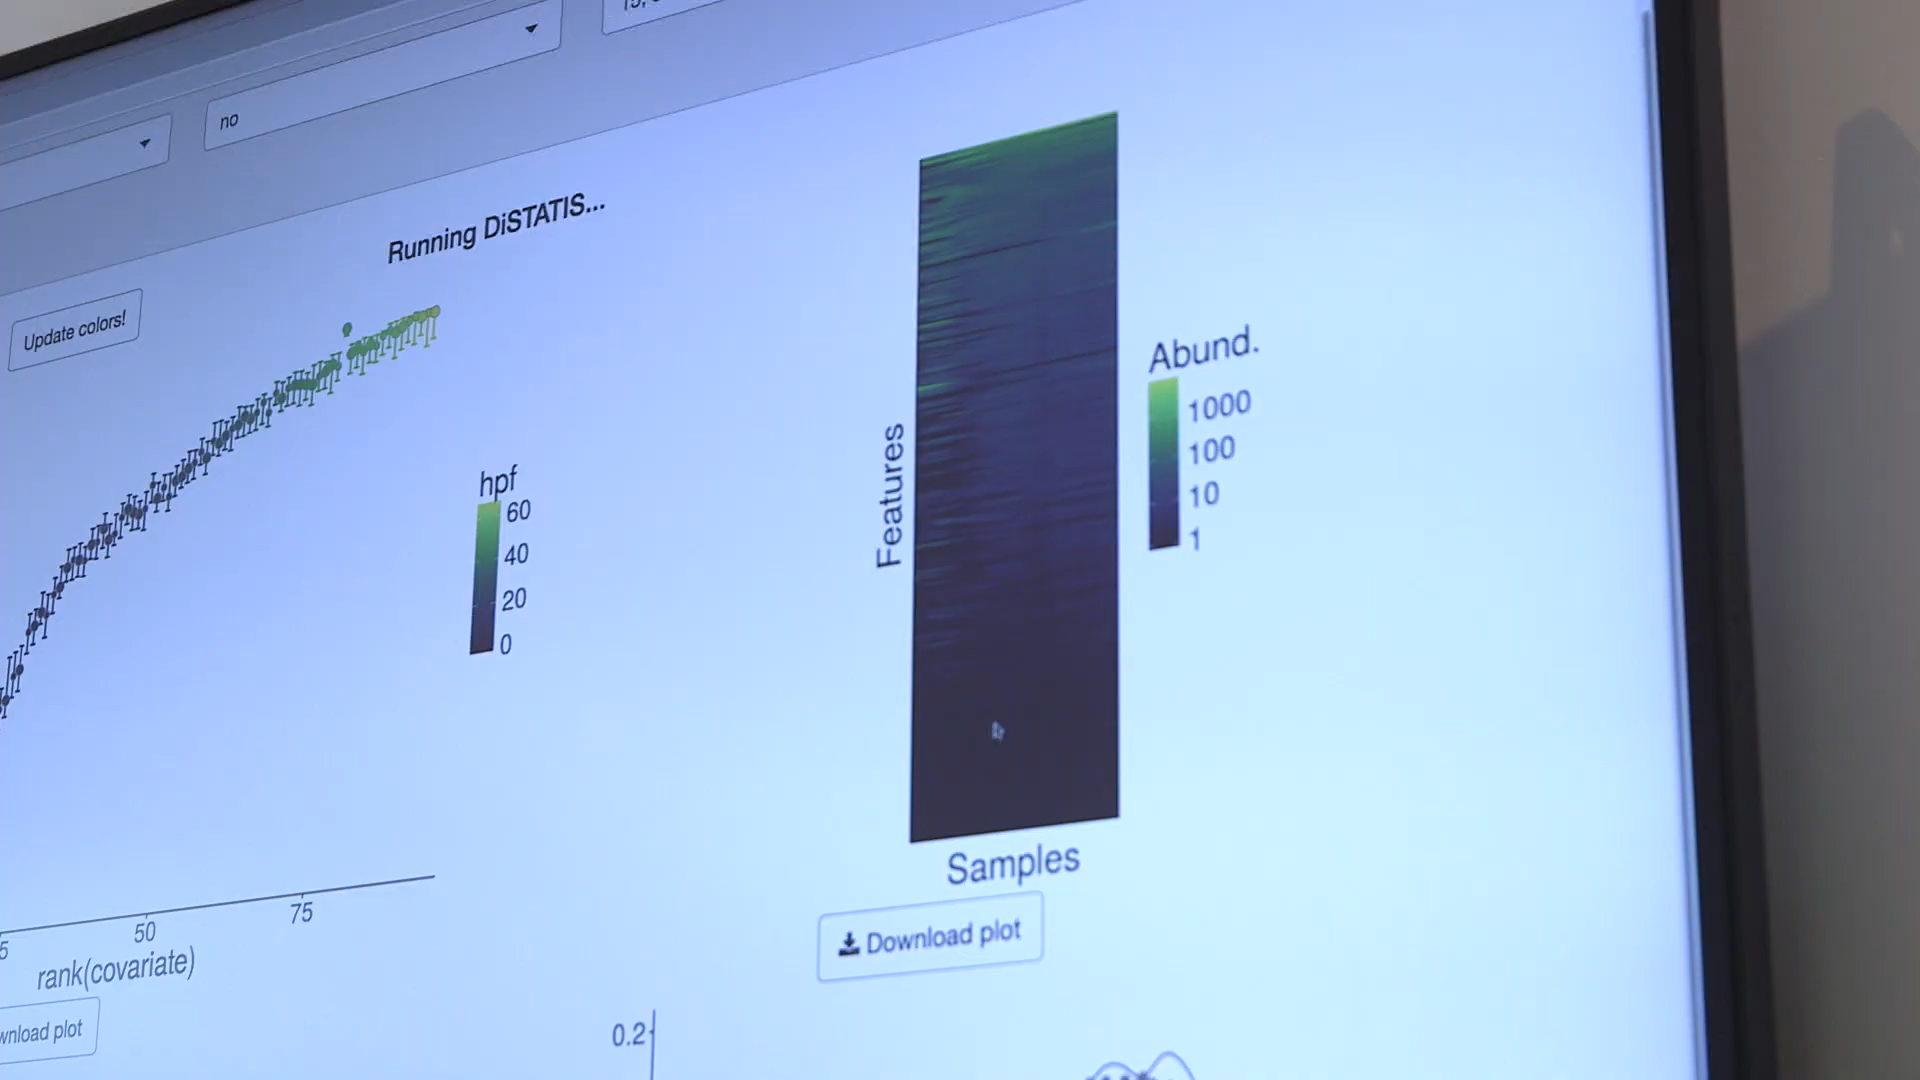 no
Running DiSTATIS...
Update colors!
hpf
60
40
20
0
50
75
rank(covariate)
plot
Features
Abund.
1000
100
10
1
Samples
Download plot
0.2